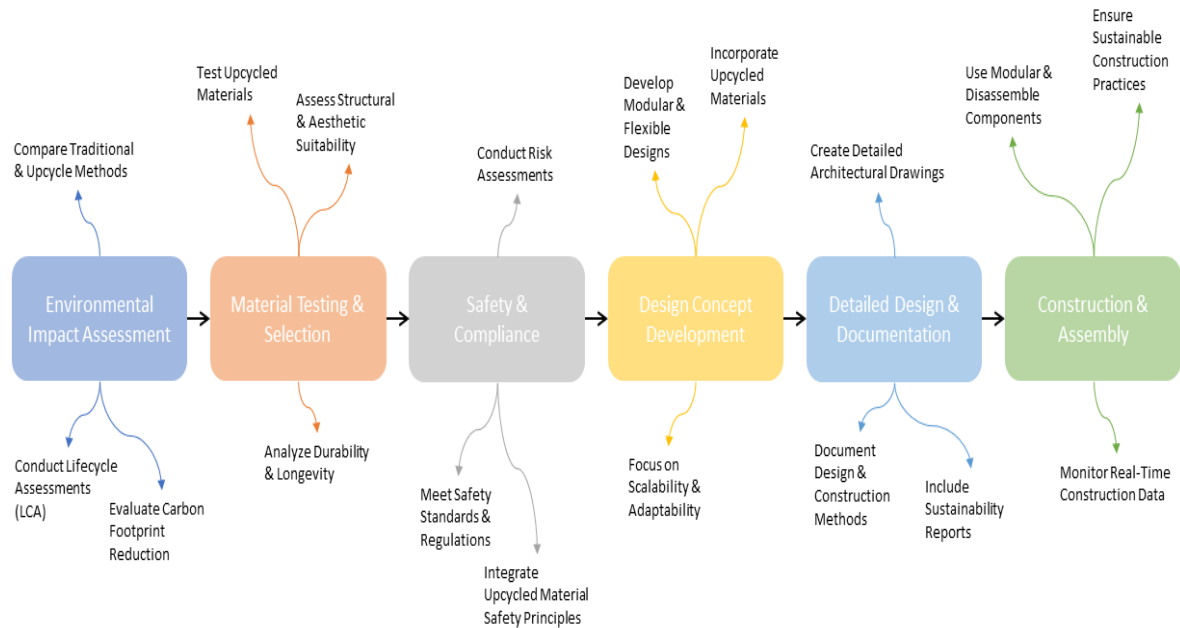 Compare Traditional
& Upcycle Methods
Environmental
Impact Assessment
Conduct Lifecycle
Assessments
(LCA)
Evaluate Carbon
Footprint
Reduction
Test Upcycled
Materials
Assess Structural
& Aesthetic
Suitability
Material Testing &
Selection
Analyze Durability
& Longevity
Conduct Risk
Assessments
Safety &
Compliance
Meet Safety
Standards &
Regulations
Integrate
Upcycled Material
Safety Principles
Develop
Modular &
Flexible
Designs
Incorporate
Upcycled
Materials
Design Concept
Development
Focus on
Scalability &
Adaptability
Create Detailed
Architectural Drawings
Detailed Design &
Documentation
Document
Design &
Construction
Methods
Include
Sustainability
Reports
Use Modular &
Disassemble
Components
Ensure
Sustainable
Construction
Practices
Construction &
Assembly
Monitor Real-Time
Construction Data